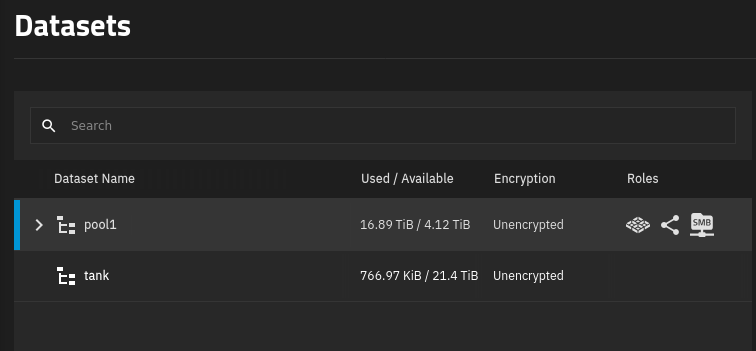 Datasets
Search
Dataset Name Used / Available Encryption Roles
pool1 16.89 TiB / 4.12 TiB Unencrypted SMB
tank 766.97 KiB / 21.4 TiB Unencrypted